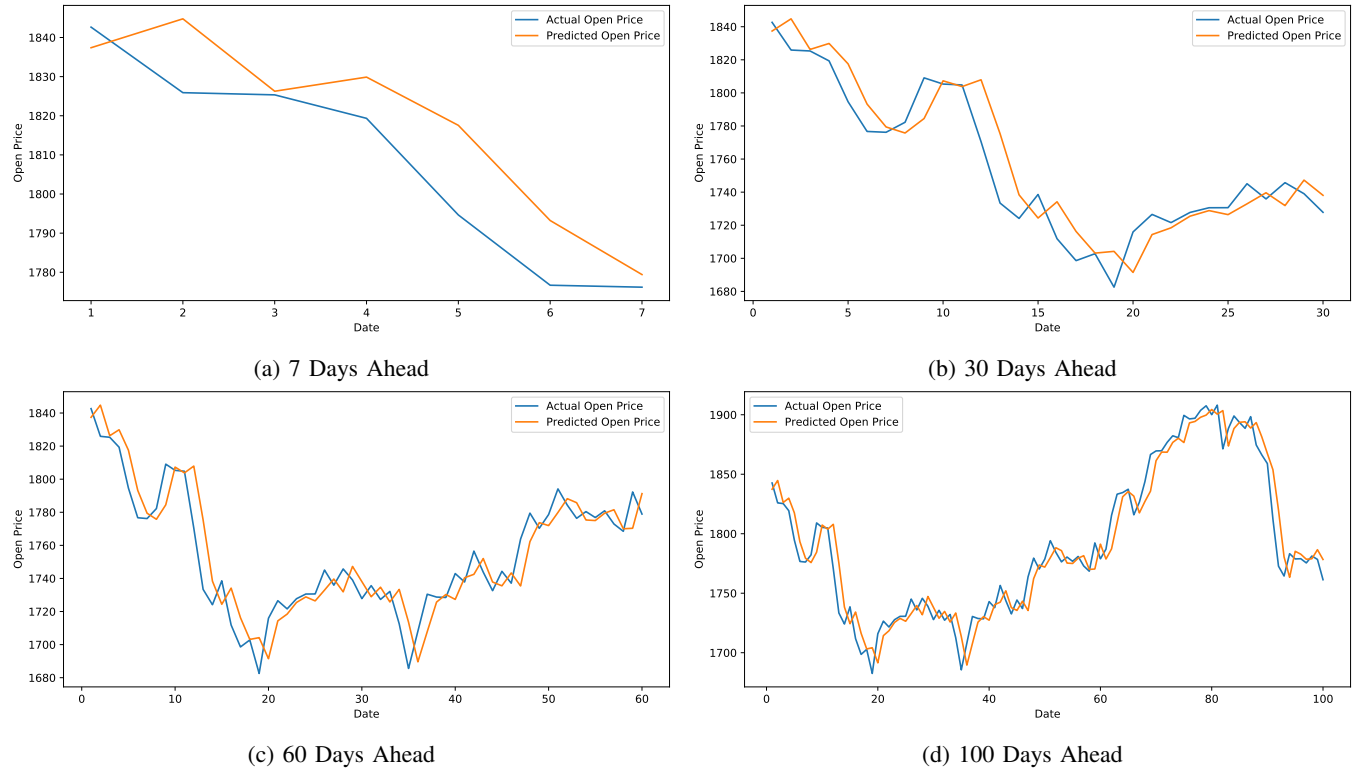 Actual Open Price
Predicted Open Price
1840
1830
1820
1810
1800
1790
1780
Open Price
1
2
3
4
5
6
7
Date
(a) 7 Days Ahead
Actual Open Price
Predicted Open Price
1840
1820
1800
1780
1760
1740
1720
1700
1680
Open Price
0
5
10
15
20
25
30
Date
(b) 30 Days Ahead
Actual Open Price
Predicted Open Price
1840
1820
1800
1780
1760
1740
1720
1700
1680
Open Price
0
10
20
30
40
50
60
Date
(c) 60 Days Ahead
Actual Open Price
Predicted Open Price
1900
1850
1800
1750
1700
Open Price
0
20
40
60
80
100
Date
(d) 100 Days Ahead